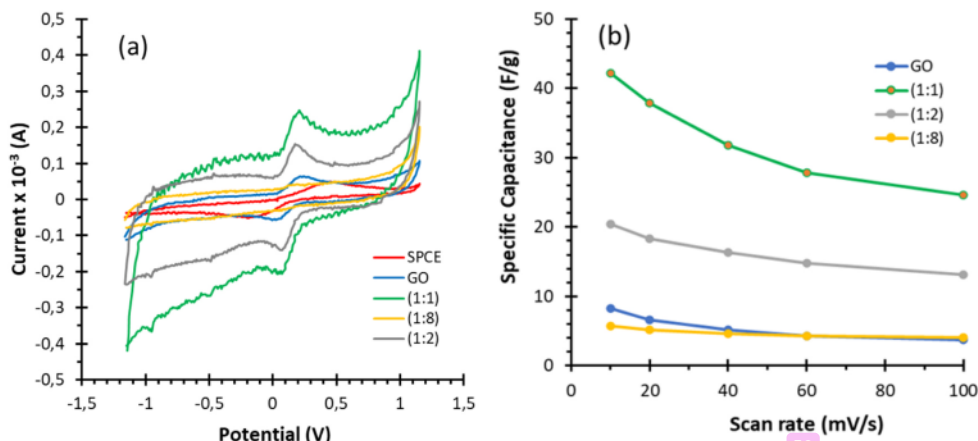 (a)
Current x 10⁻³ (A)
0,5
0,4
0,3
0,2
0,1
0
-0,1
-0,2
-0,3
-0,4
-0,5
SPCE
GO
(1:1)
(1:8)
(1:2)
-1,5 -1 -0,5 0 0,5 1 1,5
Potential (V)
(b)
Specific Capacitance (F/g)
50
40
30
20
10
0
GO
(1:1)
(1:2)
(1:8)
0 20 40 60 80 100
Scan rate (mV/s)